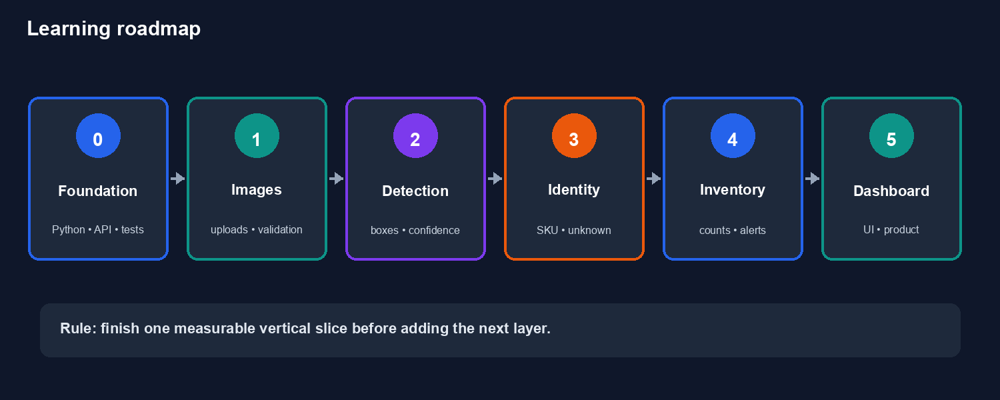 Learning roadmap
0
Foundation
Python • API • tests
1
Images
uploads • validation
2
Detection
boxes • confidence
3
Identity
SKU • unknown
4
Inventory
counts • alerts
5
Dashboard
UI • product
Rule: finish one measurable vertical slice before adding the next layer.